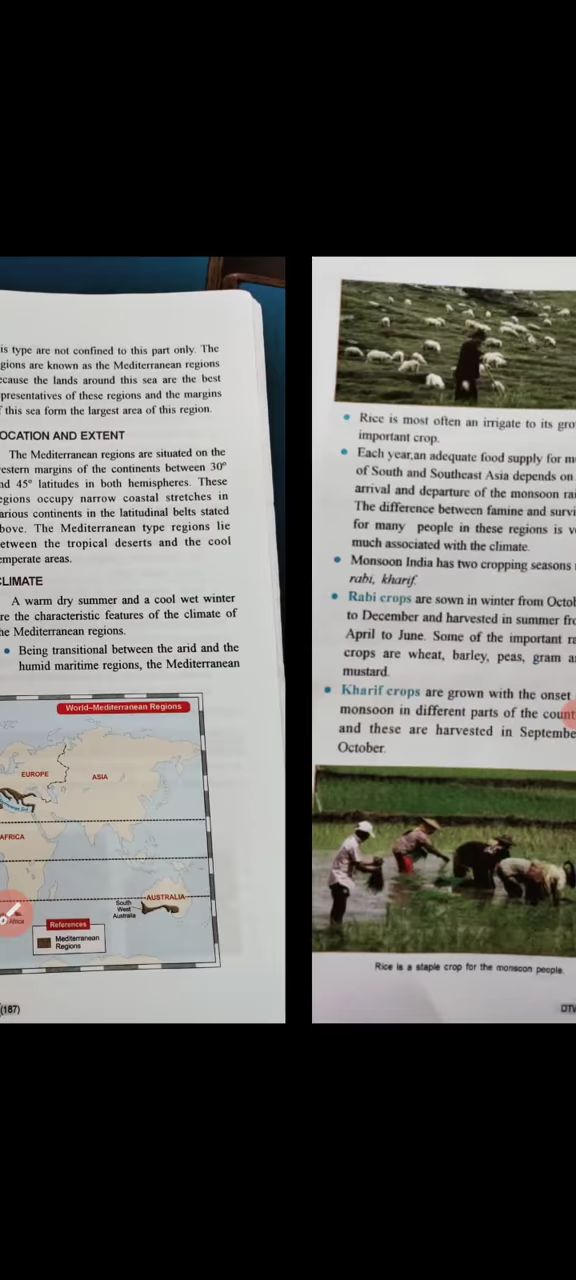 is type are not confined to this part only. The
gions are known as the Mediterranean regions
ecause the lands around this sea are the best
presentatives of these regions and the margins
f this sea form the largest area of this region.
OCATION AND EXTENT
The Mediterranean regions are situated on the
estern margins of the continents between 30°
nd 45° latitudes in both hemispheres. These
egions occupy narrow coastal stretches in
arious continents in the latitudinal belts stated
bove. The Mediterranean type regions lie
etween the tropical deserts and the cool
emperate areas.
CLIMATE
A warm dry summer and a cool wet winter
re the characteristic features of the climate of
he Mediterranean regions.
• Being transitional between the arid and the
humid maritime regions, the Mediterranean
World–Mediterranean Regions
EUROPE
ASIA
AFRICA
AUSTRALIA
South
West
Australia
Africa
References
Mediterranean
Regions
(187)
• Rice is most often an irrigate to its gro
important crop.
• Each year,an adequate food supply for m
of South and Southeast Asia depends on
arrival and departure of the monsoon rai
The difference between famine and survi
for many people in these regions is v
much associated with the climate.
• Monsoon India has two cropping seasons
rabi, kharif.
• Rabi crops are sown in winter from Octob
to December and harvested in summer fro
April to June. Some of the important ra
crops are wheat, barley, peas, gram a
mustard.
• Kharif crops are grown with the onset
monsoon in different parts of the count
and these are harvested in Septembe
October.
Rice is a staple crop for the monsoon people.